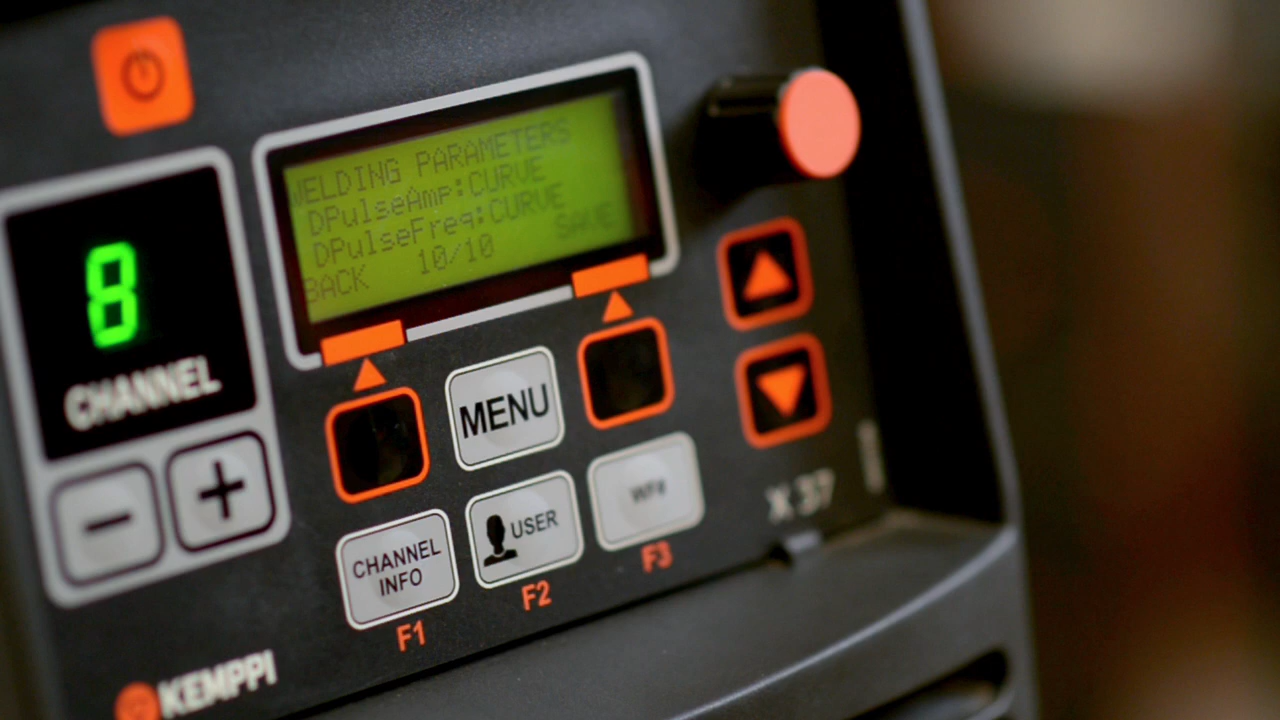 WELDING PARAMETERS
DPulseAmp:CURVE
DPulseFreq:CURVE
BACK 10/10 SAVE
8
CHANNEL
MENU
CHANNEL
INFO
USER
F1
F2
F3
X 37
KEMPPI